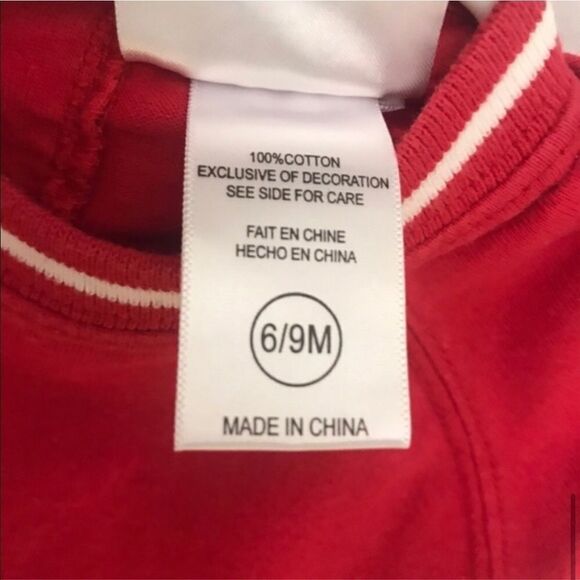 100%COTTON
EXCLUSIVE OF DECORATION
SEE SIDE FOR CARE
FAIT EN CHINE
HECHO EN CHINA
6/9M
MADE IN CHINA